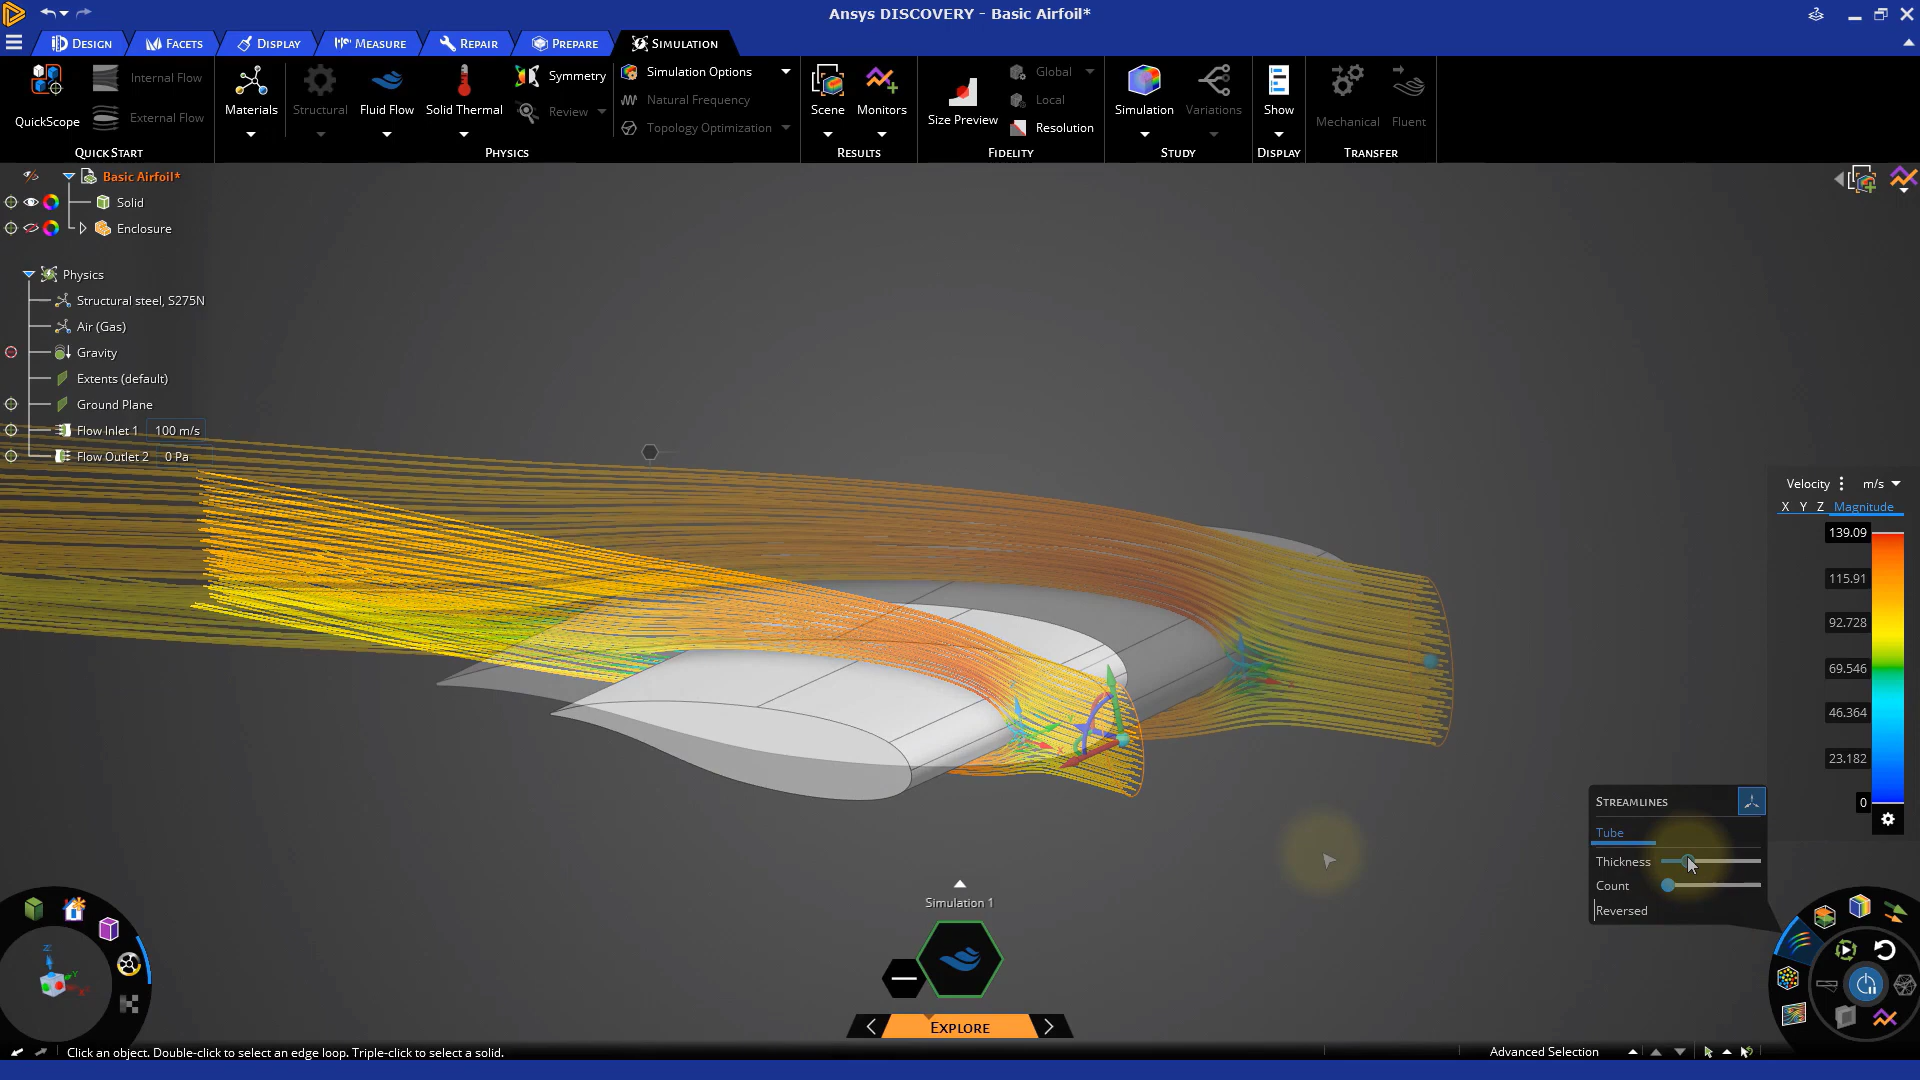 Ansys DISCOVERY - Basic Airfoil*
Design
Facets
Display
Measure
Repair
Prepare
Simulation
QuickScope
Internal Flow
External Flow
Quick Start
Materials
Structural
Fluid Flow
Solid Thermal
Symmetry
Review
Simulation Options
Natural Frequency
Topology Optimization
Physics
Scene
Monitors
Results
Size Preview
Global
Local
Resolution
Fidelity
Simulation
Variations
Study
Show
Display
Mechanical
Fluent
Transfer
Basic Airfoil*
Solid
Enclosure
Physics
Structural steel, S275N
Air (Gas)
Gravity
Extents (default)
Ground Plane
Flow Inlet 1 100 m/s
Flow Outlet 2 0 Pa
Velocity m/s
X Y Z Magnitude
139.09
115.91
92.728
69.546
46.364
23.182
0
Streamlines
Tube
Thickness
Count
Reversed
Simulation 1
Explore
Click an object. Double-click to select an edge loop. Triple-click to select a solid.
Advanced Selection